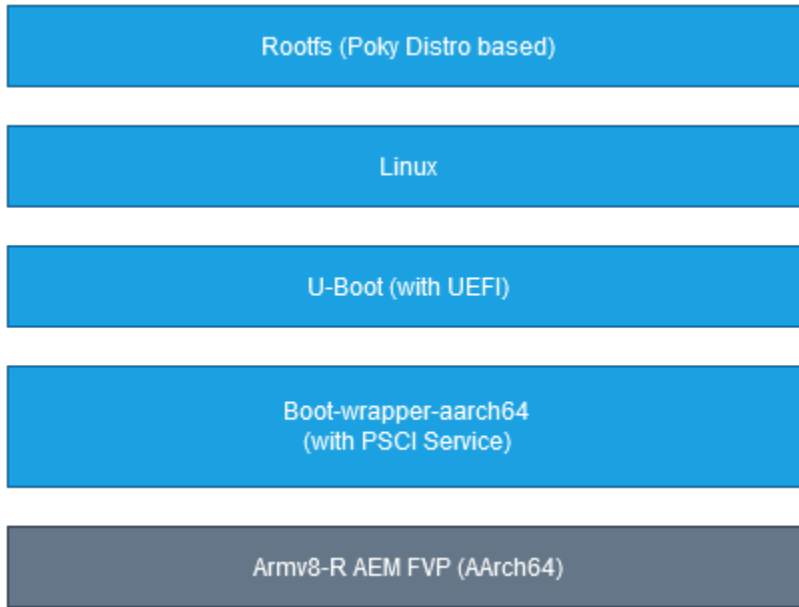 Rootfs (Poky Distro based)
Linux
U-Boot (with UEFI)
Boot-wrapper-aarch64
(with PSCI Service)
Armv8-R AEM FVP (AArch64)